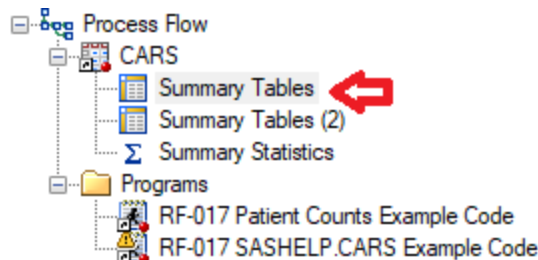 Process Flow
CARS
Summary Tables
Summary Tables (2)
Σ Summary Statistics
Programs
RF-017 Patient Counts Example Code
RF-017 SASHELP.CARS Example Code